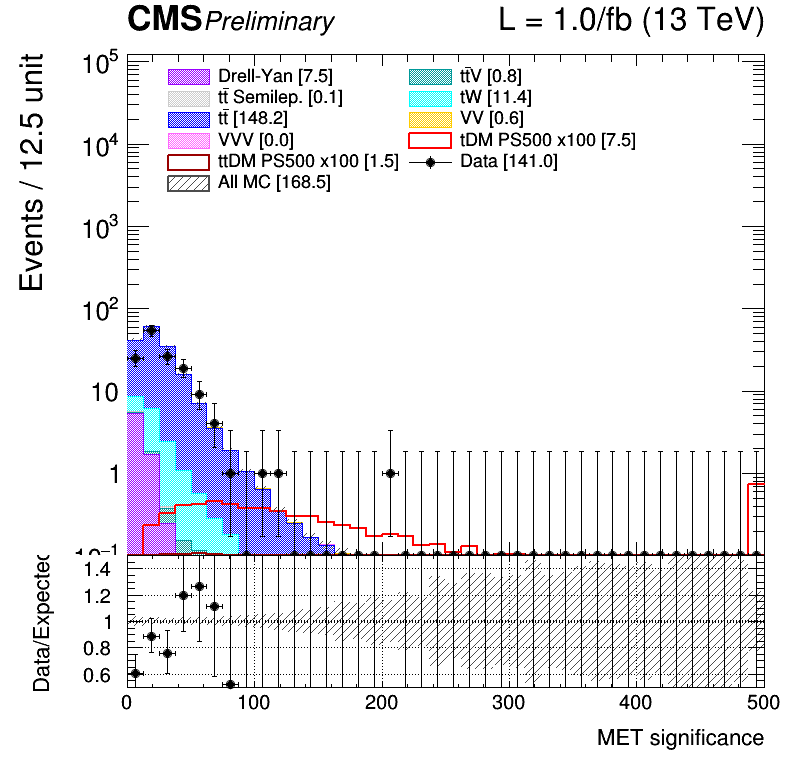 CMS Preliminary L = 1.0/fb (13 TeV)
Events / 12.5 unit
10⁵
10⁴
10³
10²
10
1
10⁻¹
Drell-Yan [7.5]
tt̄V [0.8]
tt̄ Semilep. [0.1]
tW [11.4]
tt̄ [148.2]
VV [0.6]
VVV [0.0]
tDM PS500 x100 [7.5]
ttDM PS500 x100 [1.5]
Data [141.0]
All MC [168.5]
Data/Expected
1.4
1.2
1
0.8
0.6
0 100 200 300 400 500
MET significance